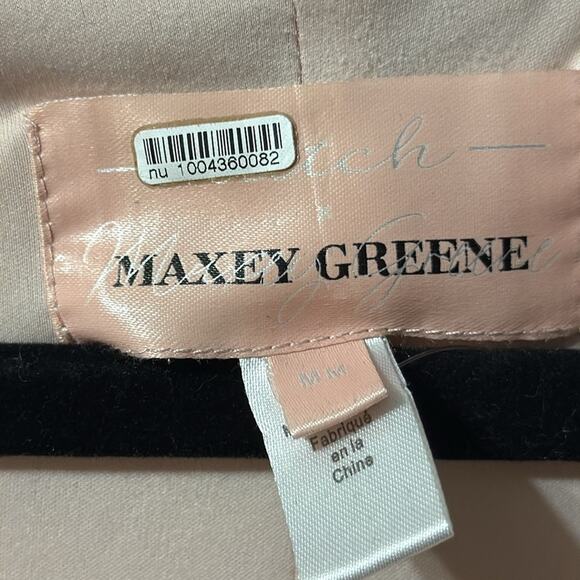 nu 1004360082
MAXEY GREENE
M M
Fabriqué
en la
Chine